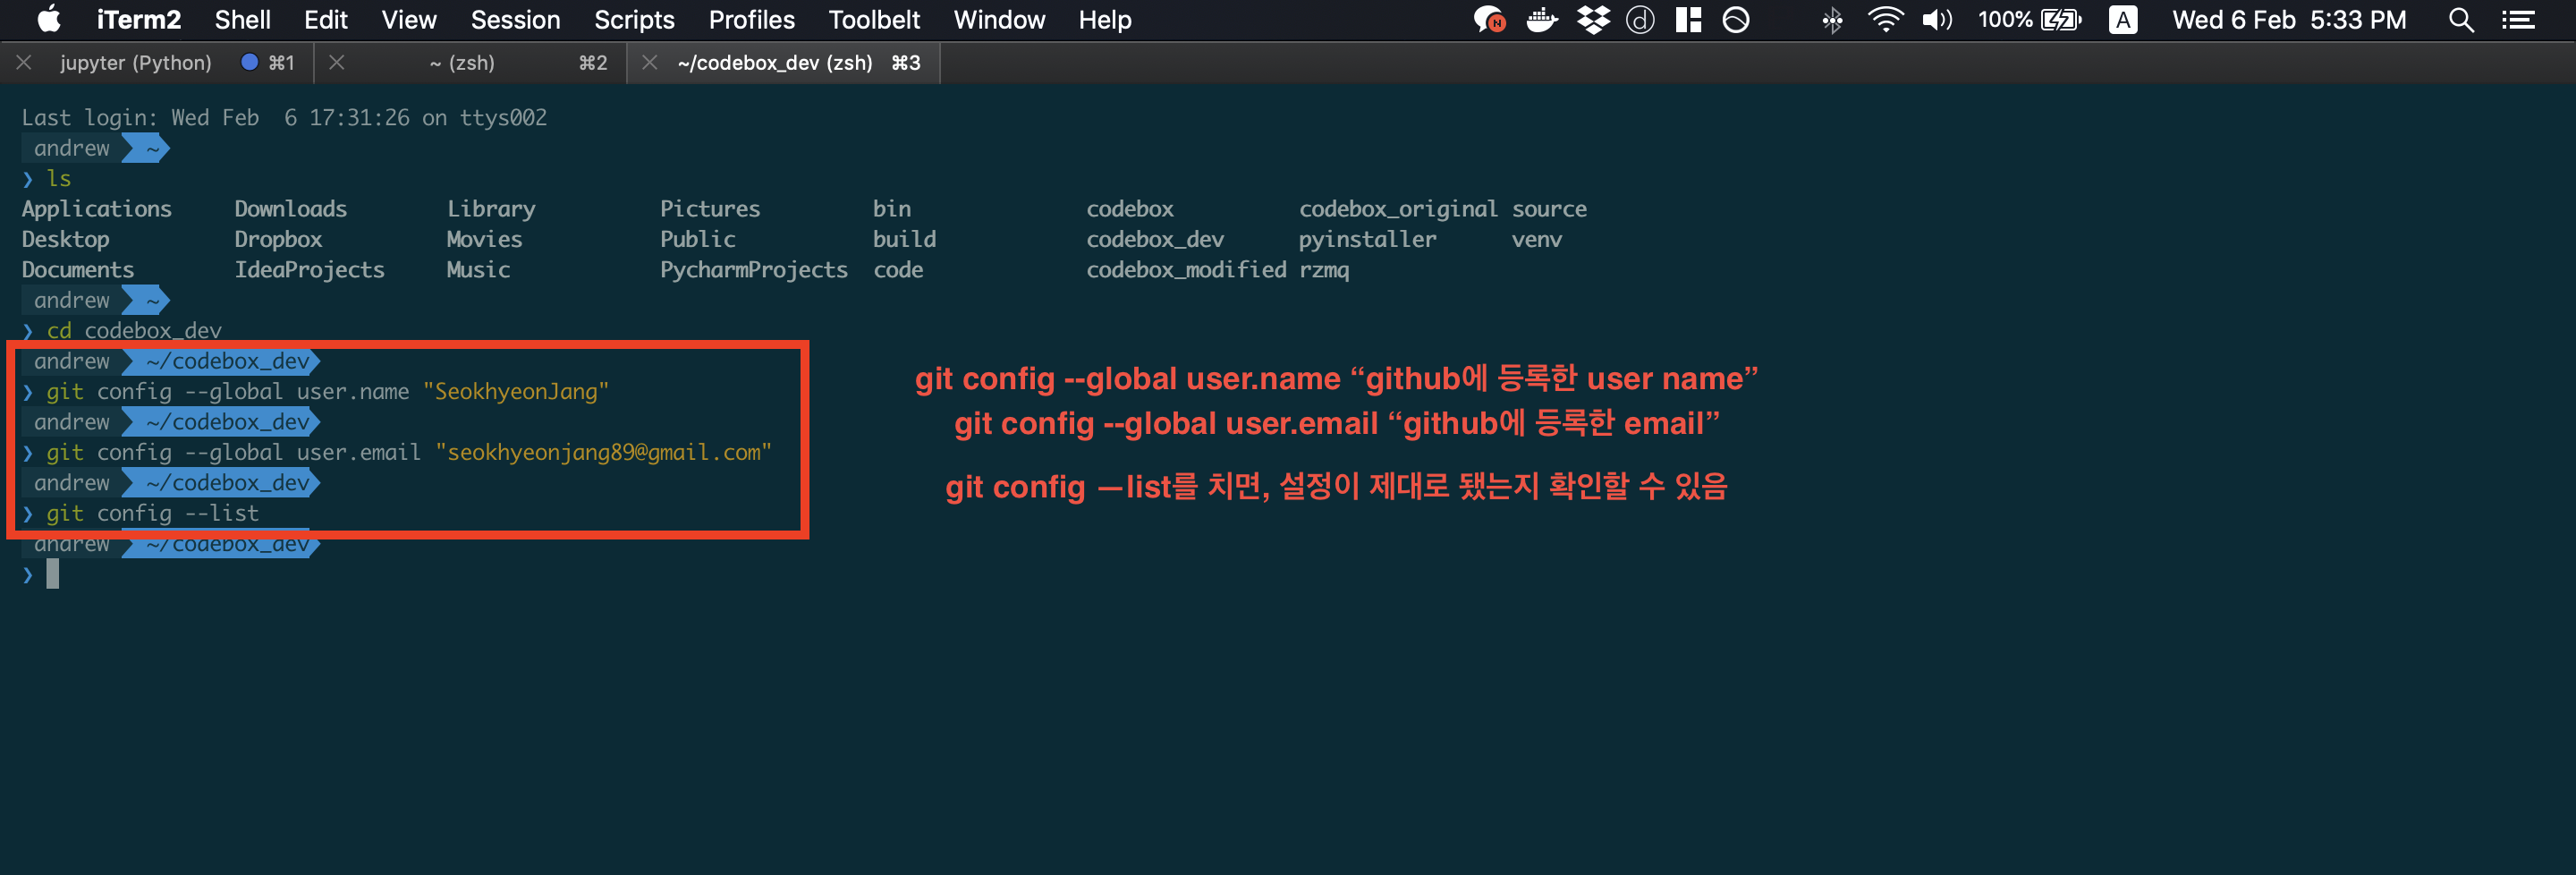 iTerm2 Shell Edit View Session Scripts Profiles Toolbelt Window Help 100% A Wed 6 Feb 5:33 PM
jupyter (Python) ⌘1 ~ (zsh) ⌘2 ~/codebox_dev (zsh) ⌘3
Last login: Wed Feb  6 17:31:26 on ttys002
andrew ~
❯ ls
Applications Downloads Library Pictures bin codebox codebox_original source
Desktop Dropbox Movies Public build codebox_dev pyinstaller venv
Documents IdeaProjects Music PycharmProjects code codebox_modified rzmq
andrew ~
❯ cd codebox_dev
andrew ~/codebox_dev
❯ git config --global user.name "SeokhyeonJang"
andrew ~/codebox_dev
❯ git config --global user.email "seokhyeonjang89@gmail.com"
andrew ~/codebox_dev
❯ git config --list
andrew ~/codebox_dev
❯
git config --global user.name “github에 등록한 user name”
git config --global user.email “github에 등록한 email”
git config —list를 치면, 설정이 제대로 됐는지 확인할 수 있음